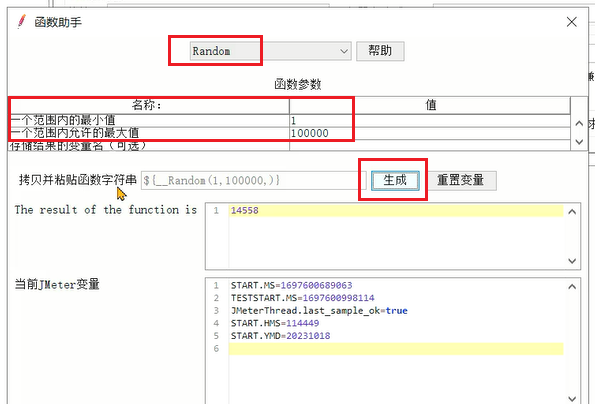 函数助手
Random
帮助
函数参数
名称:
值
一个范围内的最小值
1
一个范围内允许的最大值
100000
存储结果的变量名(可选)
拷贝并粘贴函数字符串
${__Random(1,100000,)}
生成
重置变量
The result of the function is
1
14558
当前JMeter变量
1 START.MS=1697600689063
2 TESTSTART.MS=1697600998114
3 JMeterThread.last_sample_ok=true
4 START.HMS=114449
5 START.YMD=20231018
6
求